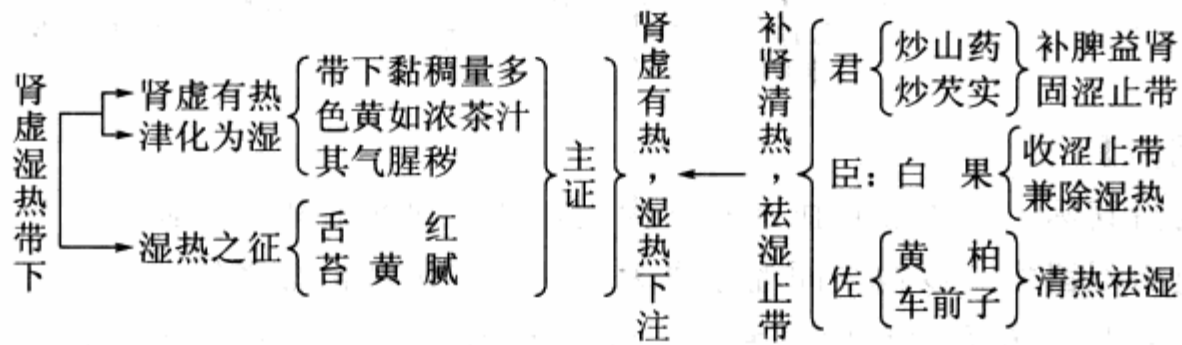 肾虚湿热带下
肾虚有热
津化为湿
带下黏稠量多
色黄如浓茶汁
其气腥秽
湿热之征
舌 红
苔黄腻
主证
肾虚有热，湿热下注
补肾清热，祛湿止带
君
炒山药
炒芡实
补脾益肾
固涩止带
臣：白 果
收涩止带
兼除湿热
佐
黄 柏
车前子
清热祛湿